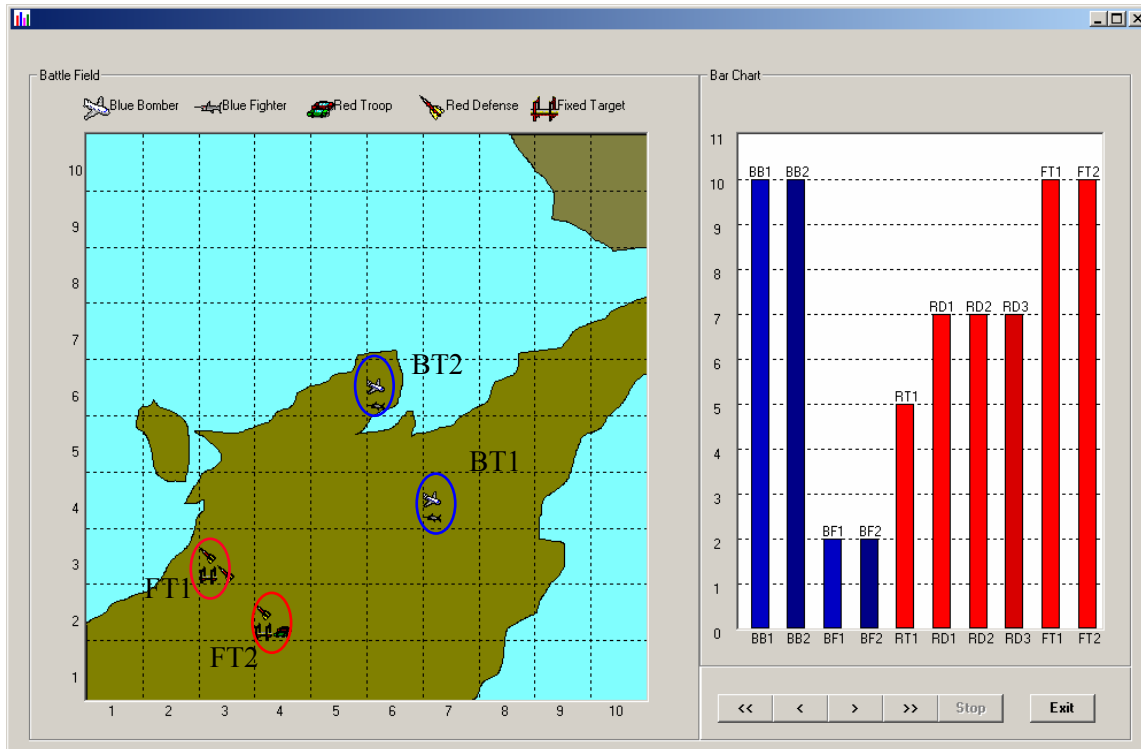 Battle Field
Blue Bomber Blue Fighter Red Troop Red Defense Fixed Target
10
9
8
7
6
5
4
3
2
1
1 2 3 4 5 6 7 8 9 10
BT2
BT1
FT1
FT2
Bar Chart
11
10
9
8
7
6
5
4
3
2
1
0
BB1 BB2 FT1 FT2
RD1 RD2 RD3
RT1
BF1 BF2
BB1 BB2 BF1 BF2 RT1 RD1 RD2 RD3 FT1 FT2
<< < > >> Stop Exit